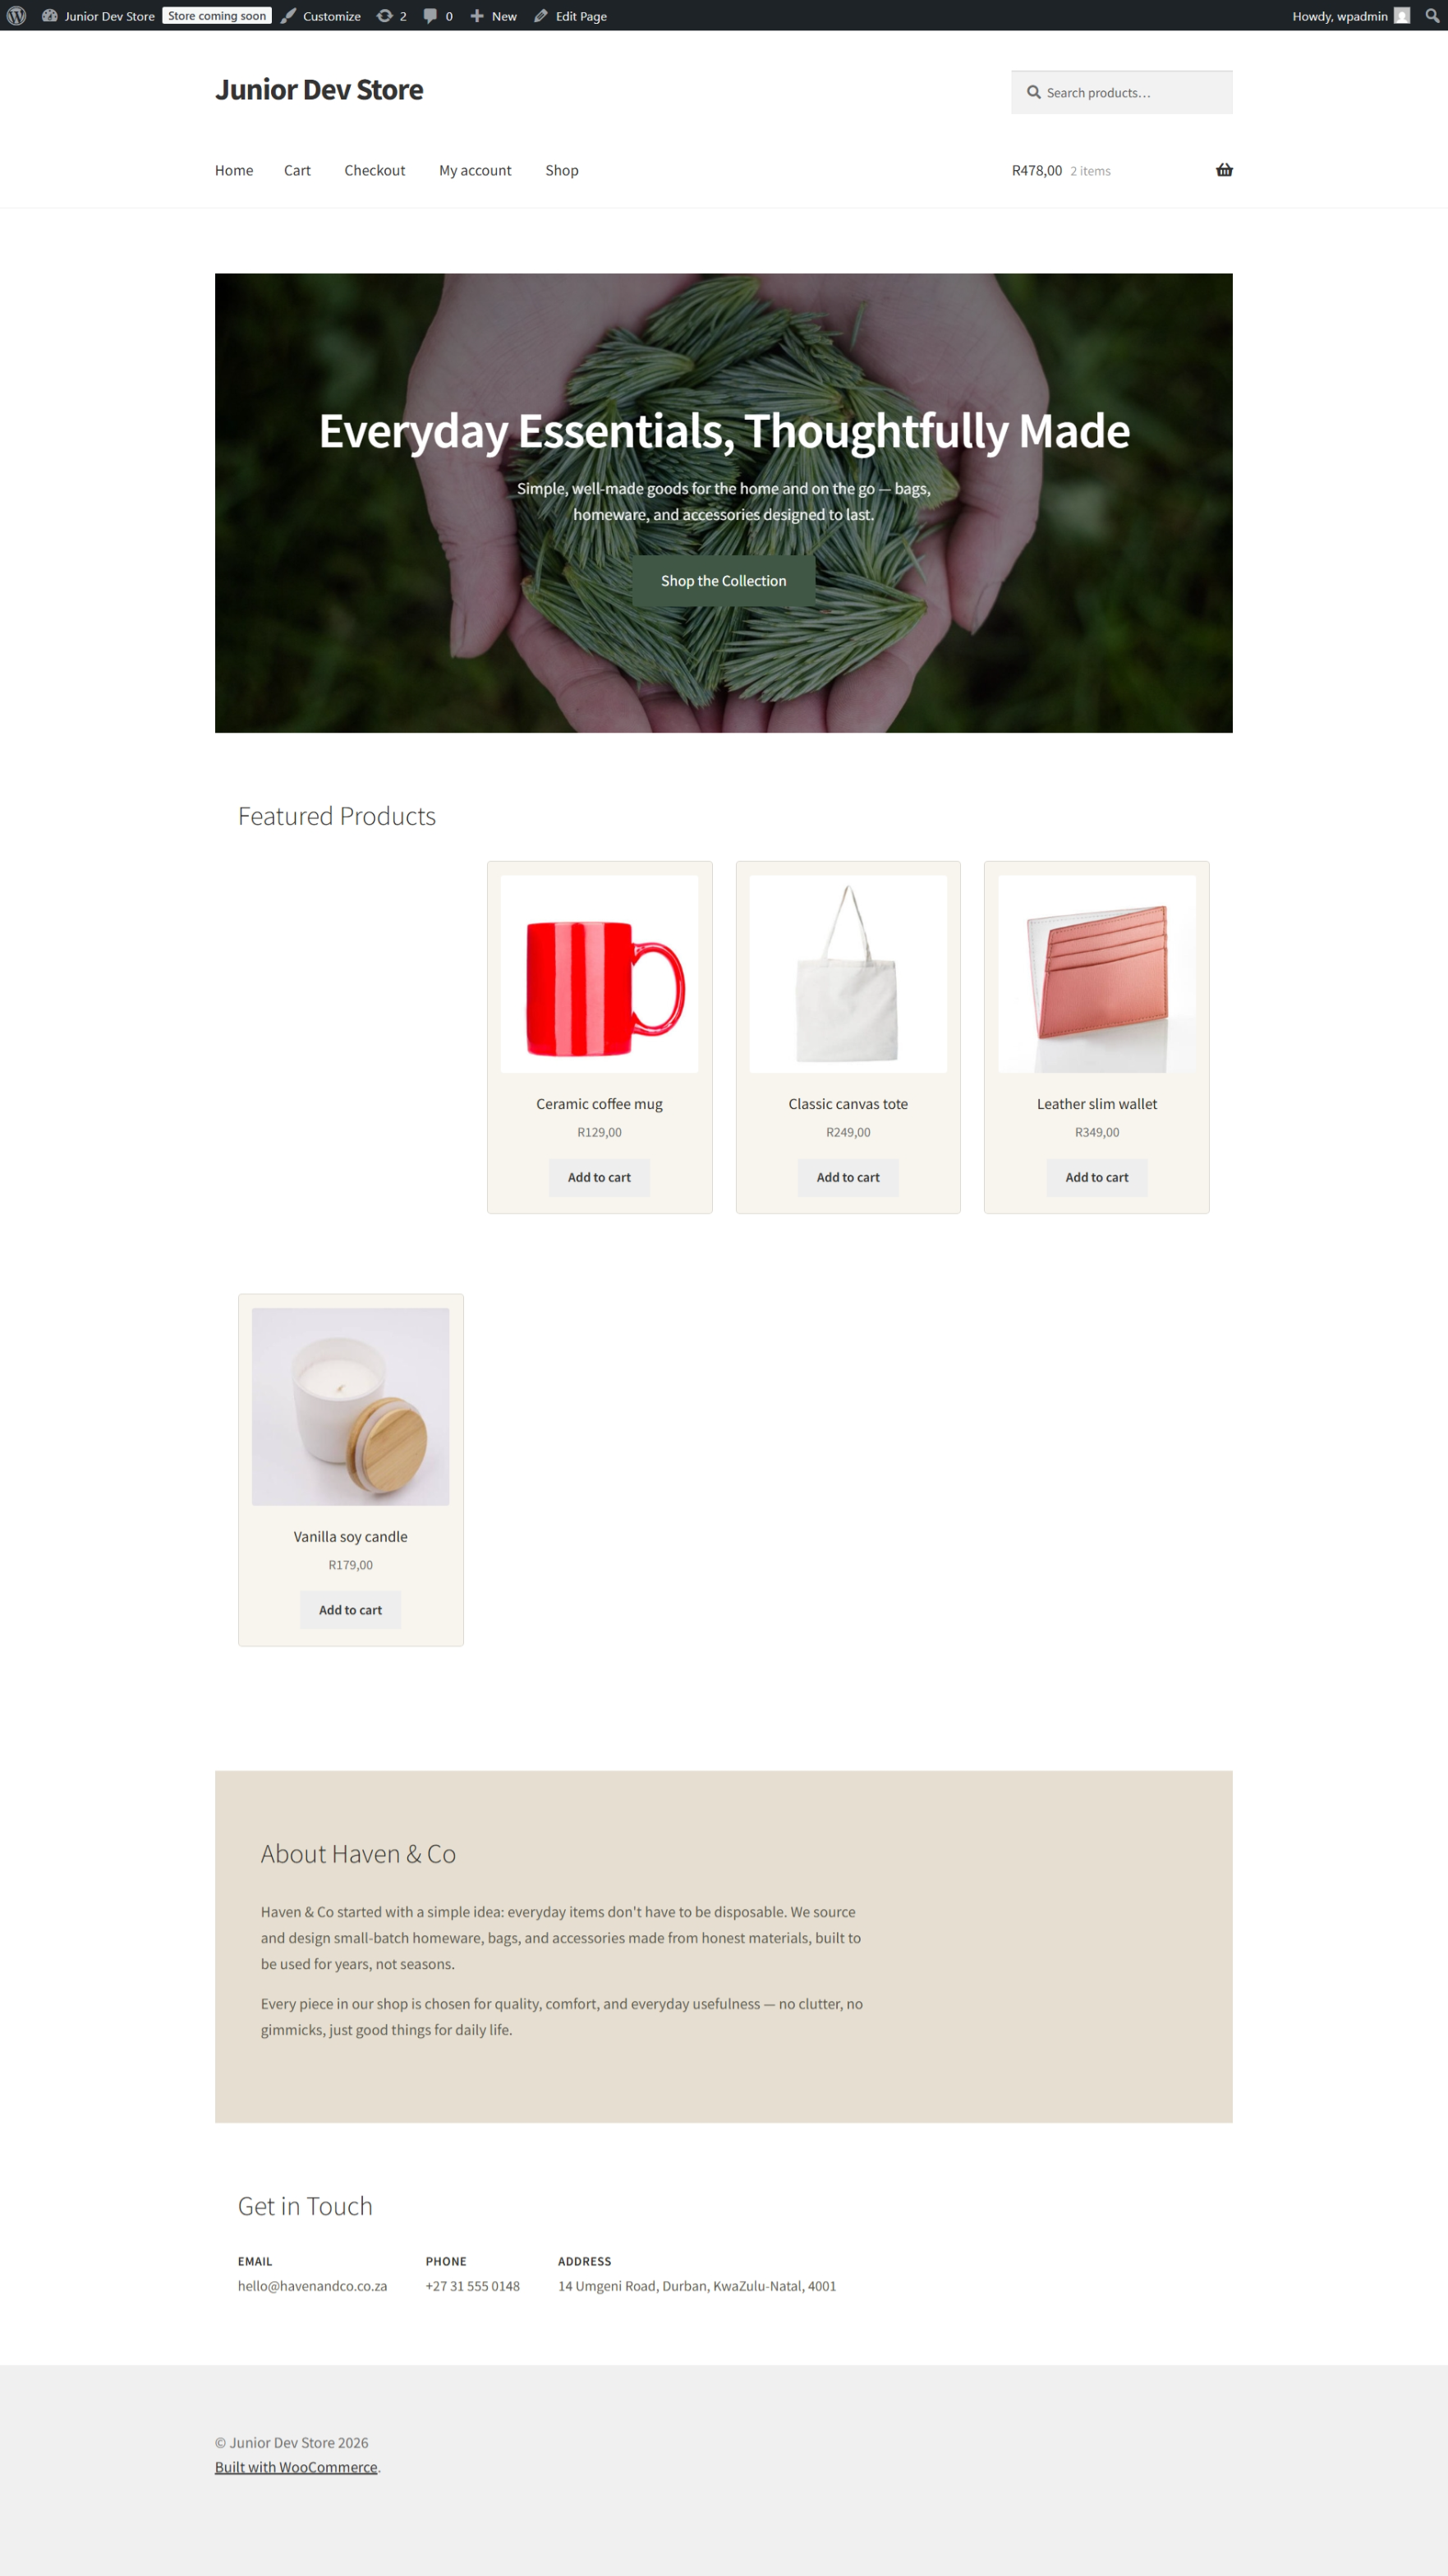 Junior Dev Store
Store coming soon
Customize
2
0
New
Edit Page
Howdy, wpadmin
Junior Dev Store
Search products…
Home
Cart
Checkout
My account
Shop
R478,00 2 items
Everyday Essentials, Thoughtfully Made
Simple, well-made goods for the home and on the go — bags,
homeware, and accessories designed to last.
Shop the Collection
Featured Products
Ceramic coffee mug
R129,00
Add to cart
Classic canvas tote
R249,00
Add to cart
Leather slim wallet
R349,00
Add to cart
Vanilla soy candle
R179,00
Add to cart
About Haven & Co
Haven & Co started with a simple idea: everyday items don't have to be disposable. We source
and design small-batch homeware, bags, and accessories made from honest materials, built to
be used for years, not seasons.
Every piece in our shop is chosen for quality, comfort, and everyday usefulness — no clutter, no
gimmicks, just good things for daily life.
Get in Touch
EMAIL
hello@havenandco.co.za
PHONE
+27 31 555 0148
ADDRESS
14 Umgeni Road, Durban, KwaZulu-Natal, 4001
© Junior Dev Store 2026
Built with WooCommerce.